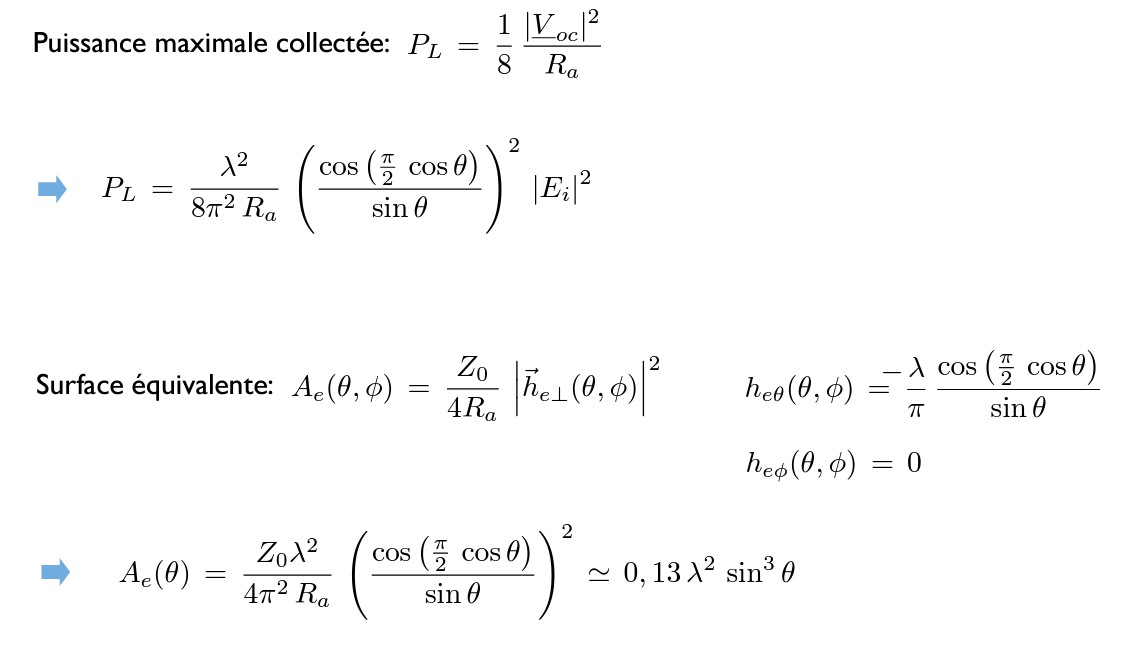 Puissance maximale collectée: $P_L = \frac{1}{8} \frac{|\underline{V}_{oc}|^2}{R_a}$
$P_L = \frac{\lambda^2}{8\pi^2 R_a} \left( \frac{\cos\left(\frac{\pi}{2} \cos\theta\right)}{\sin\theta} \right)^2 |E_i|^2$
Surface équivalente: $A_e(\theta, \phi) = \frac{Z_0}{4R_a} \left| \vec{h}_{e\perp}(\theta, \phi) \right|^2$ $h_{e\theta}(\theta, \phi) = -\frac{\lambda}{\pi} \frac{\cos\left(\frac{\pi}{2} \cos\theta\right)}{\sin\theta}$
$h_{e\phi}(\theta, \phi) = 0$
$A_e(\theta) = \frac{Z_0 \lambda^2}{4\pi^2 R_a} \left( \frac{\cos\left(\frac{\pi}{2} \cos\theta\right)}{\sin\theta} \right)^2 \simeq 0,13\, \lambda^2 \sin^3\theta$